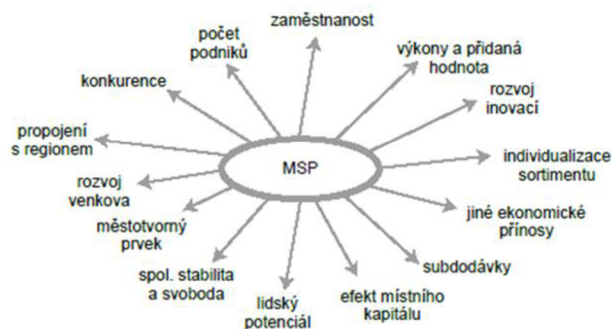 zaměstnanost
počet
podniků
výkony a přidaná
hodnota
konkurence
rozvoj
inovací
propojení
s regionem
MSP
individualizace
sortimentu
rozvoj
venkova
městotvorný
prvek
jiné ekonomické
přínosy
spol. stabilita
a svoboda
subdodávky
lidský
potenciál
efekt místního
kapitálu